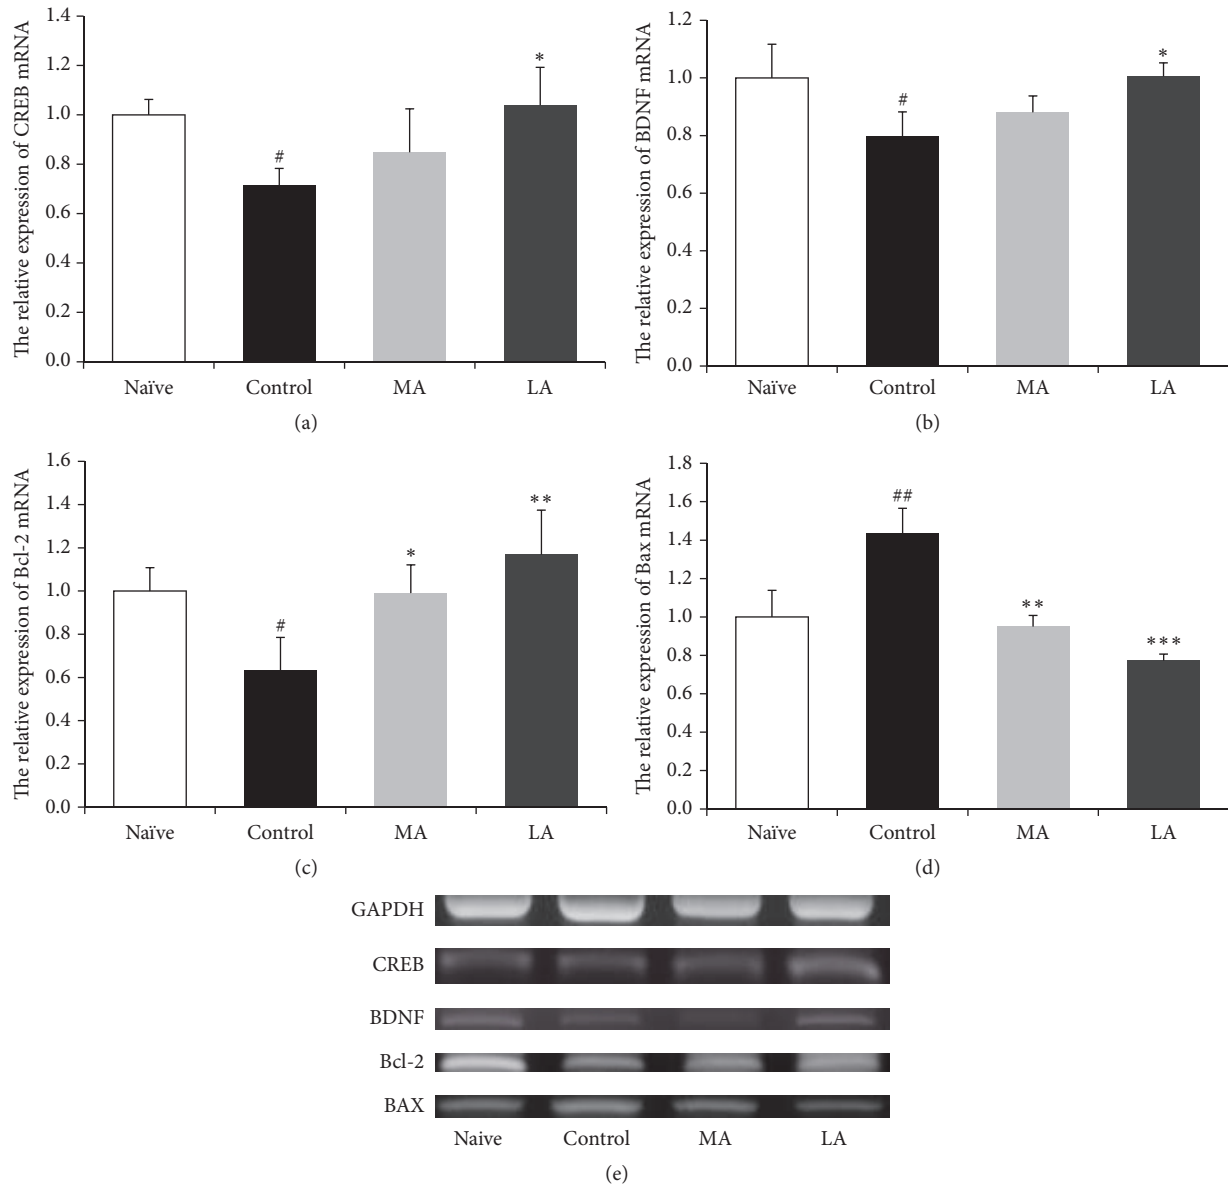 The relative expression of CREB mRNA
1.4
1.2
1.0
0.8
0.6
0.4
0.2
0.0
#
*
Naïve Control MA LA
(a)
The relative expression of BDNF mRNA
1.2
1.0
0.8
0.6
0.4
0.2
0.0
#
*
Naïve Control MA LA
(b)
The relative expression of Bcl-2 mRNA
1.6
1.4
1.2
1.0
0.8
0.6
0.4
0.2
0.0
#
*
**
Naïve Control MA LA
(c)
The relative expression of Bax mRNA
1.8
1.6
1.4
1.2
1.0
0.8
0.6
0.4
0.2
0.0
##
**
***
Naïve Control MA LA
(d)
GAPDH
CREB
BDNF
Bcl-2
BAX
Naive Control MA LA
(e)